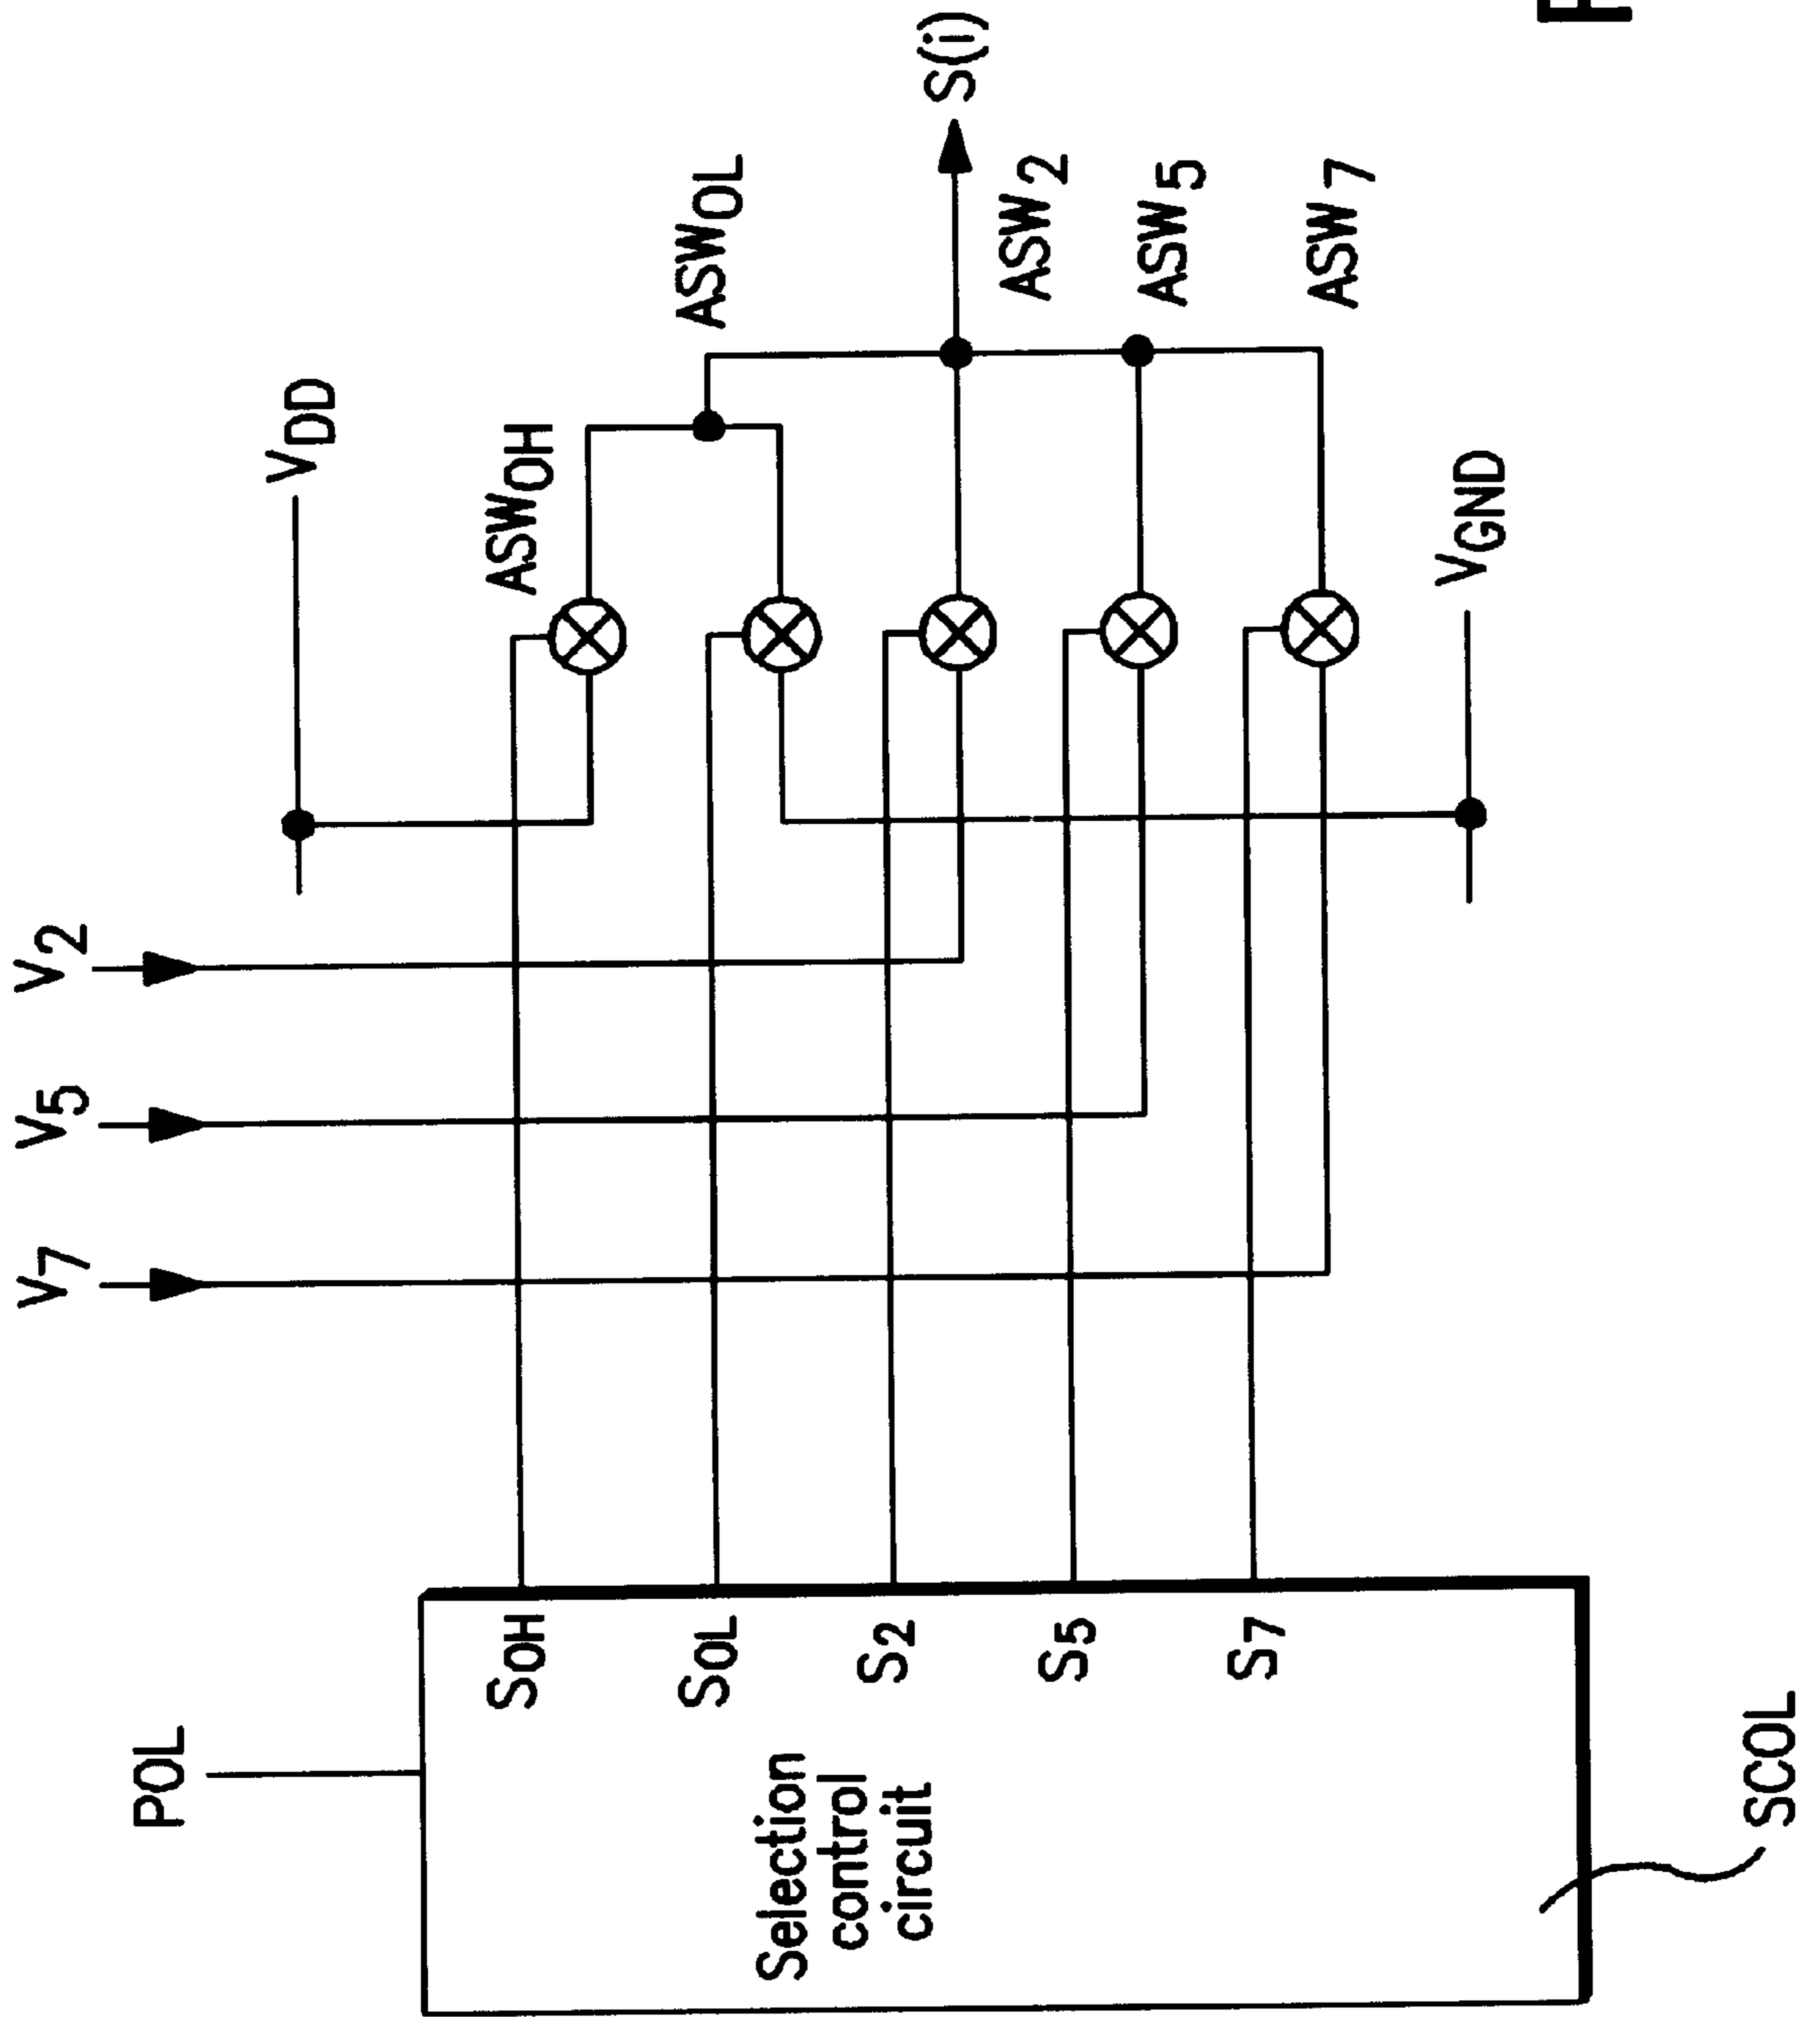 V7
V5
V2
VDD
POL
ASWOH
ASWOL
S(i)
SOH
SOL
S2
S5
S7
Selection
control
circuit
ASW2
ASW5
ASW7
VGND
SCOL